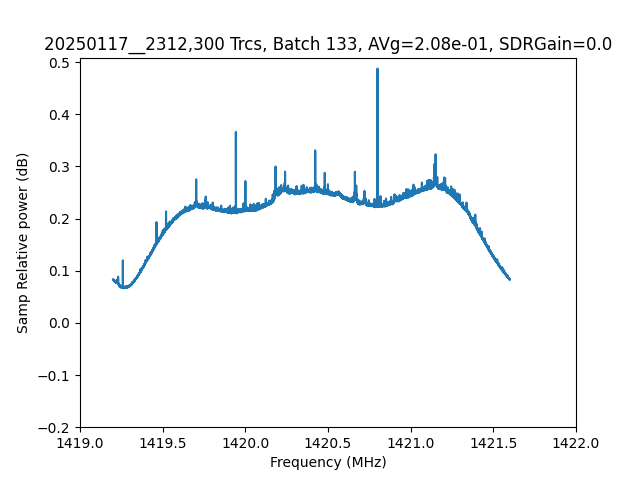 20250117__2312,300 Trcs, Batch 133, AVg=2.08e-01, SDRGain=0.0
Samp Relative power (dB)
0.5
0.4
0.3
0.2
0.1
0.0
−0.1
−0.2
1419.0 1419.5 1420.0 1420.5 1421.0 1421.5 1422.0
Frequency (MHz)